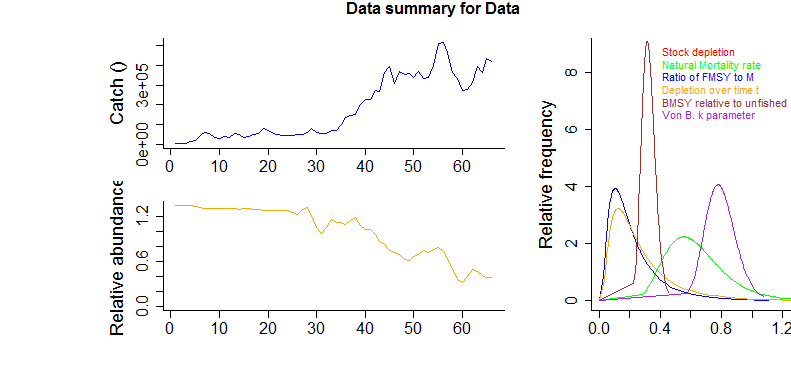 Data summary for Data
Catch ()
0e+00 3e+05
0 10 20 30 40 50 60
Relative abundance
0.0 0.6 1.2
0 10 20 30 40 50 60
Relative frequency
0 2 4 6 8
0.0 0.4 0.8 1.2
Stock depletion
Natural Mortality rate
Ratio of FMSY to M
Depletion over time t
BMSY relative to unfished
Von B. k parameter